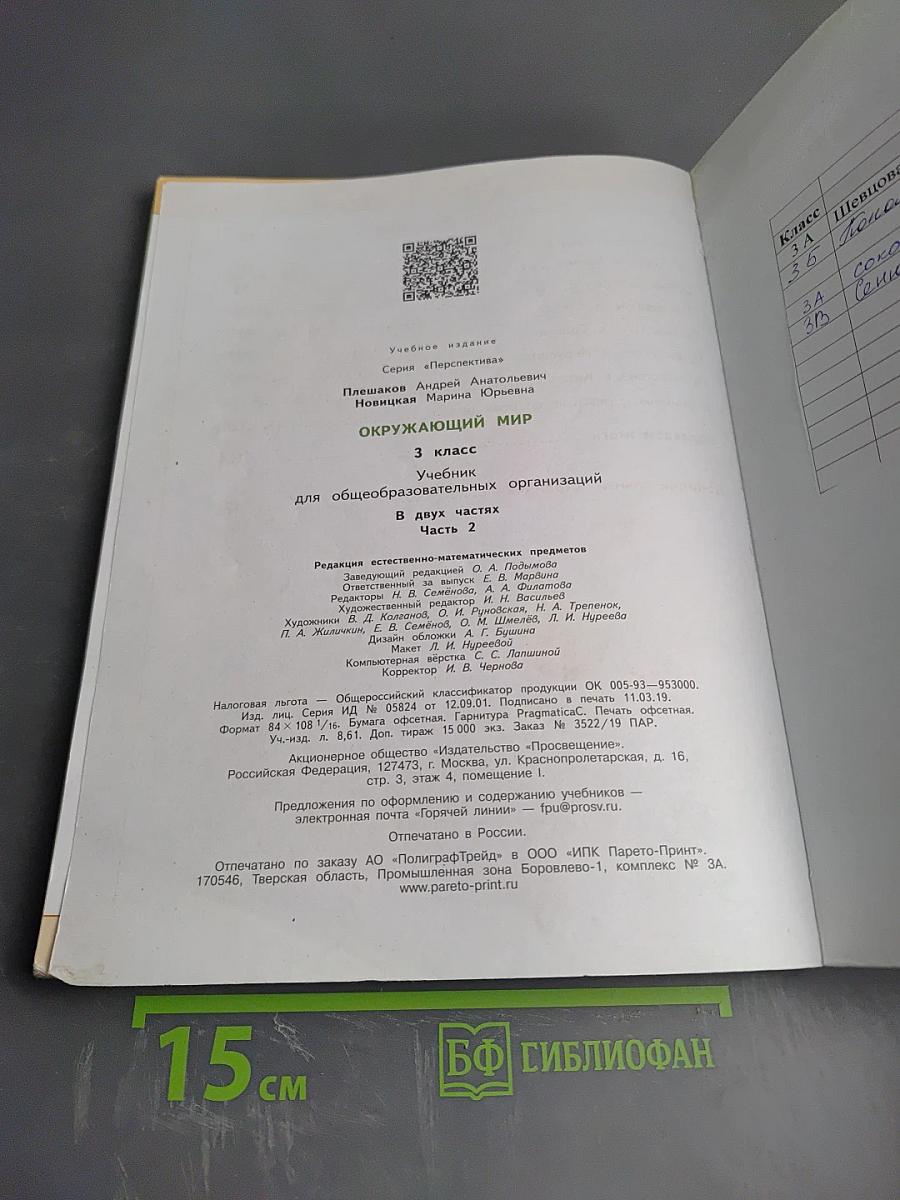 Учебное издание
Серия «Перспектива»
Плешаков Андрей Анатольевич
Новицкая Марина Юрьевна
ОКРУЖАЮЩИЙ МИР
3 класс
Учебник
для общеобразовательных организаций
В двух частях
Часть 2
Редакция естественно-математических предметов
Заведующий редакцией О. А. Подымова
Ответственный за выпуск Е. В. Марвина
Редакторы Н. В. Семёнова, А. А. Филатова
Художественный редактор И. Н. Васильев
Художники В. Д. Колганов, О. И. Руновская, Н. А. Трепенок,
П. А. Жиличкин, Е. В. Семёнов, О. М. Шмелёв, Л. И. Нуреева
Дизайн обложки А. Г. Бушина
Макет Л. И. Нуреевой
Компьютерная вёрстка С. С. Лапшиной
Корректор И. В. Чернова
Налоговая льгота — Общероссийский классификатор продукции ОК 005-93—953000.
Изд. лиц. Серия ИД № 05824 от 12.09.01. Подписано в печать 11.03.19.
Формат 84 × 108 1/16. Бумага офсетная. Гарнитура PragmaticaC. Печать офсетная.
Уч.-изд. л. 8,61. Доп. тираж 15 000 экз. Заказ № 3522/19 ПАР.
Акционерное общество «Издательство «Просвещение».
Российская Федерация, 127473, г. Москва, ул. Краснопролетарская, д. 16,
стр. 3, этаж 4, помещение I.
Предложения по оформлению и содержанию учебников —
электронная почта «Горячей линии» — fpu@prosv.ru.
Отпечатано в России.
Отпечатано по заказу АО «ПолиграфТрейд» в ООО «ИПК Парето-Принт».
170546, Тверская область, Промышленная зона Боровлево-1, комплекс № 3А.
www.pareto-print.ru
Класс
3 А Шевцова
3 Б
3А соко
3В
15 см
БФ БИБЛИОФАН